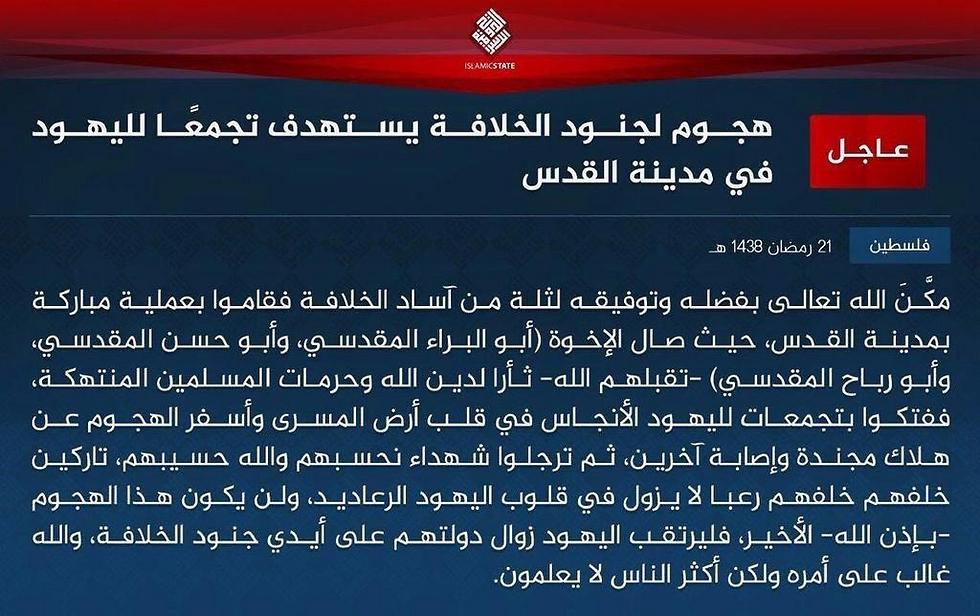 ISLAMICSTATE
عاجل
هجوم لجنود الخلافة يستهدف تجمعًا لليهود
في مدينة القدس
فلسطين
21 رمضان 1438 هـ
مكَّنَ الله تعالى بفضله وتوفيقه لثلة من آساد الخلافة فقاموا بعملية مباركة
بمدينة القدس، حيث صال الإخوة (أبو البراء المقدسي، وأبو حسن المقدسي،
وأبو رباح المقدسي) -تقبلهم الله- ثأرا لدين الله وحرمات المسلمين المنتهكة،
ففتكوا بتجمعات لليهود الأنجاس في قلب أرض المسرى وأسفر الهجوم عن
هلاك مجندة وإصابة آخرين، ثم ترجلوا شهداء نحسبهم والله حسيبهم، تاركين
خلفهم خلفهم رعبا لا يزول في قلوب اليهود الرعاديد، ولن يكون هذا الهجوم
-بإذن الله- الأخير، فليرتقب اليهود زوال دولتهم على أيدي جنود الخلافة، والله
غالب على أمره ولكن أكثر الناس لا يعلمون.